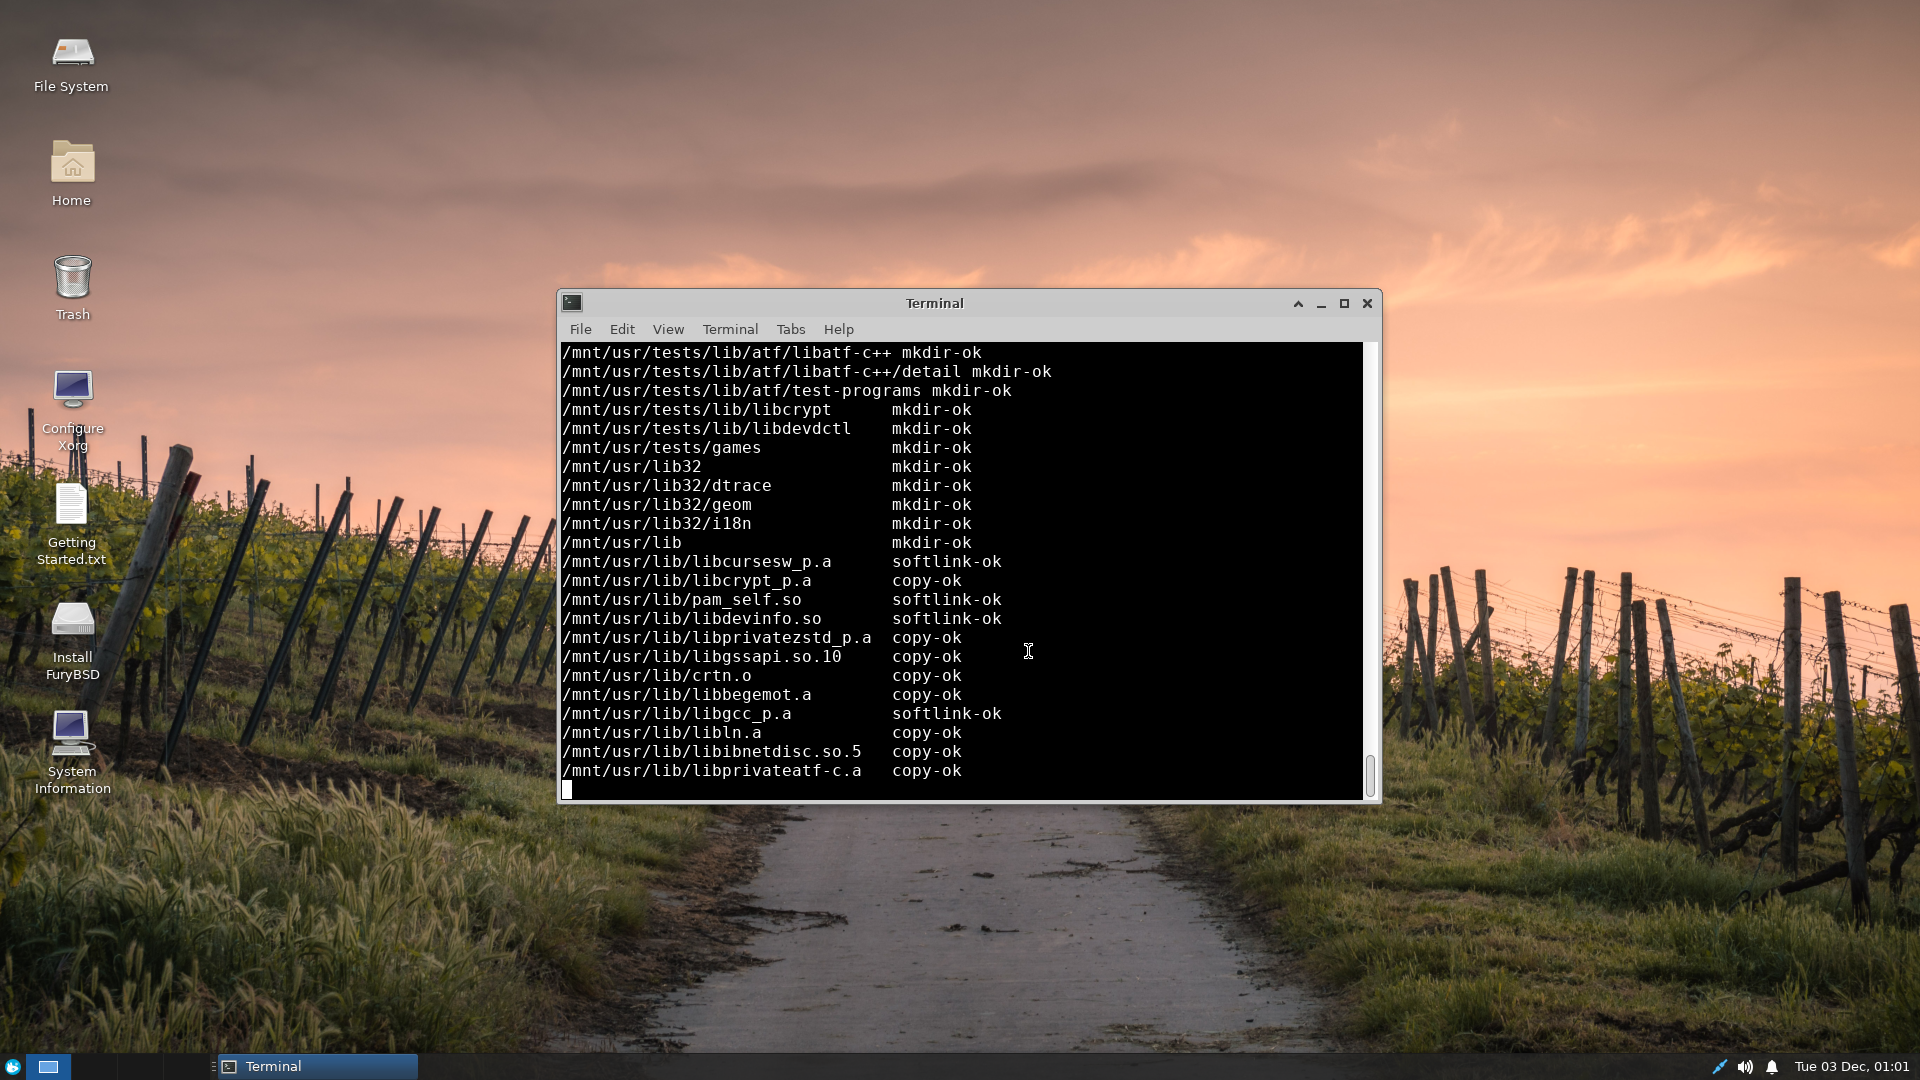 File System
Home
Trash
Configure
Xorg
Getting
Started.txt
Install
FuryBSD
System
Information
Terminal
File Edit View Terminal Tabs Help
/mnt/usr/tests/lib/atf/libatf-c++ mkdir-ok
/mnt/usr/tests/lib/atf/libatf-c++/detail mkdir-ok
/mnt/usr/tests/lib/atf/test-programs mkdir-ok
/mnt/usr/tests/lib/libcrypt mkdir-ok
/mnt/usr/tests/lib/libdevdctl mkdir-ok
/mnt/usr/tests/games mkdir-ok
/mnt/usr/lib32 mkdir-ok
/mnt/usr/lib32/dtrace mkdir-ok
/mnt/usr/lib32/geom mkdir-ok
/mnt/usr/lib32/i18n mkdir-ok
/mnt/usr/lib mkdir-ok
/mnt/usr/lib/libcursesw_p.a softlink-ok
/mnt/usr/lib/libcrypt_p.a copy-ok
/mnt/usr/lib/pam_self.so softlink-ok
/mnt/usr/lib/libdevinfo.so softlink-ok
/mnt/usr/lib/libprivatezstd_p.a copy-ok
/mnt/usr/lib/libgssapi.so.10 copy-ok
/mnt/usr/lib/crtn.o copy-ok
/mnt/usr/lib/libbegemot.a copy-ok
/mnt/usr/lib/libgcc_p.a softlink-ok
/mnt/usr/lib/libln.a copy-ok
/mnt/usr/lib/libibnetdisc.so.5 copy-ok
/mnt/usr/lib/libprivateatf-c.a copy-ok
Terminal
Tue 03 Dec, 01:01